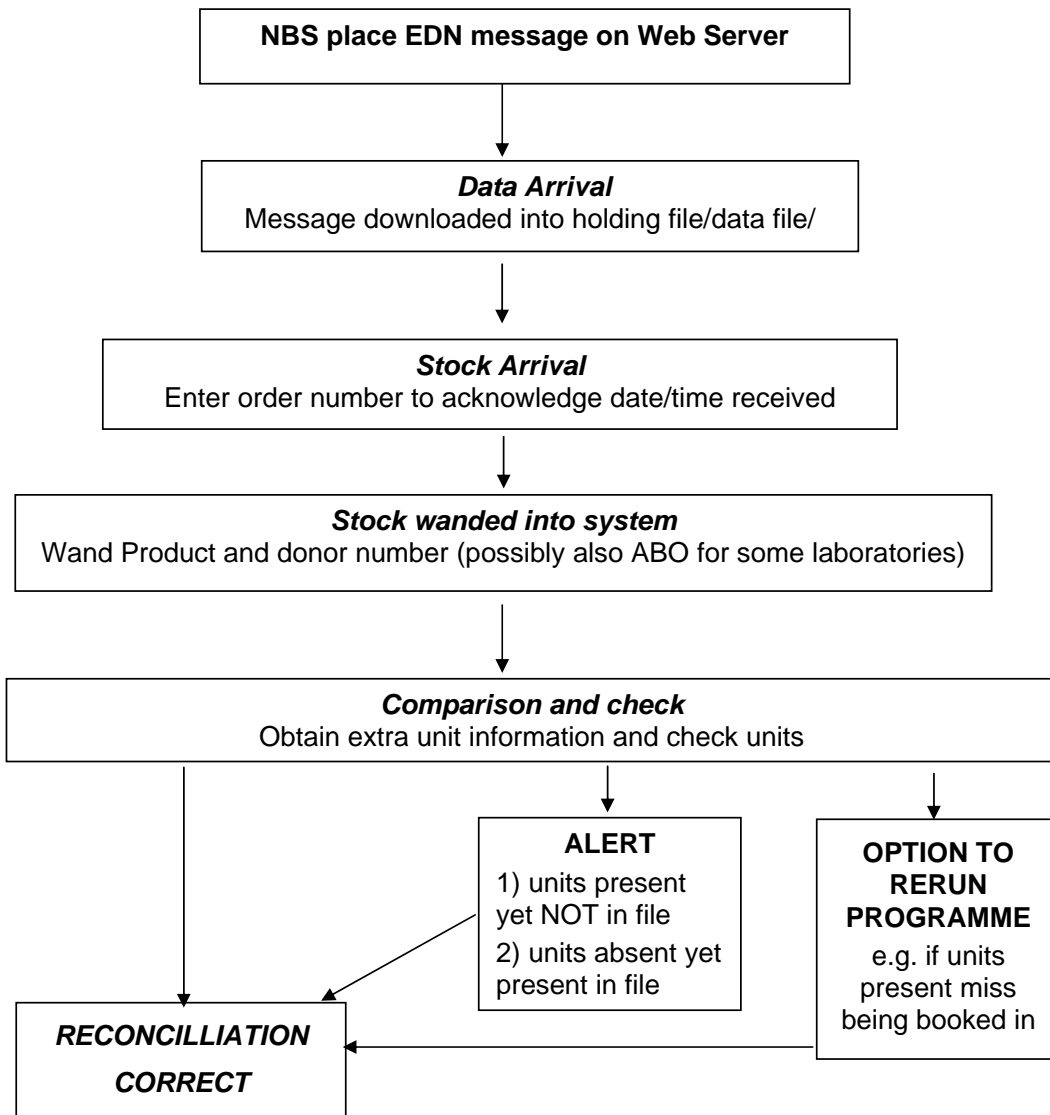 NBS place EDN message on Web Server
Data Arrival
Message downloaded into holding file/data file/
Stock Arrival
Enter order number to acknowledge date/time received
Stock wanded into system
Wand Product and donor number (possibly also ABO for some laboratories)
Comparison and check
Obtain extra unit information and check units
ALERT
1) units present
yet NOT in file
2) units absent yet
present in file
OPTION TO
RERUN
PROGRAMME
e.g. if units
present miss
being booked in
RECONCILLIATION
CORRECT